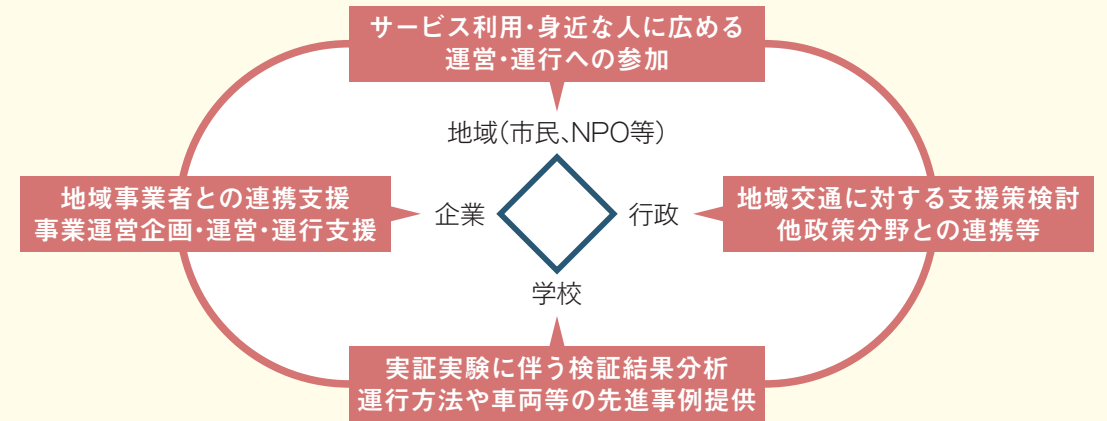 サービス利用・身近な人に広める
運営・運行への参加
地域(市民、NPO等)
地域事業者との連携支援
事業運営企画・運営・運行支援
企業
行政
地域交通に対する支援策検討
他政策分野との連携等
学校
実証実験に伴う検証結果分析
運行方法や車両等の先進事例提供